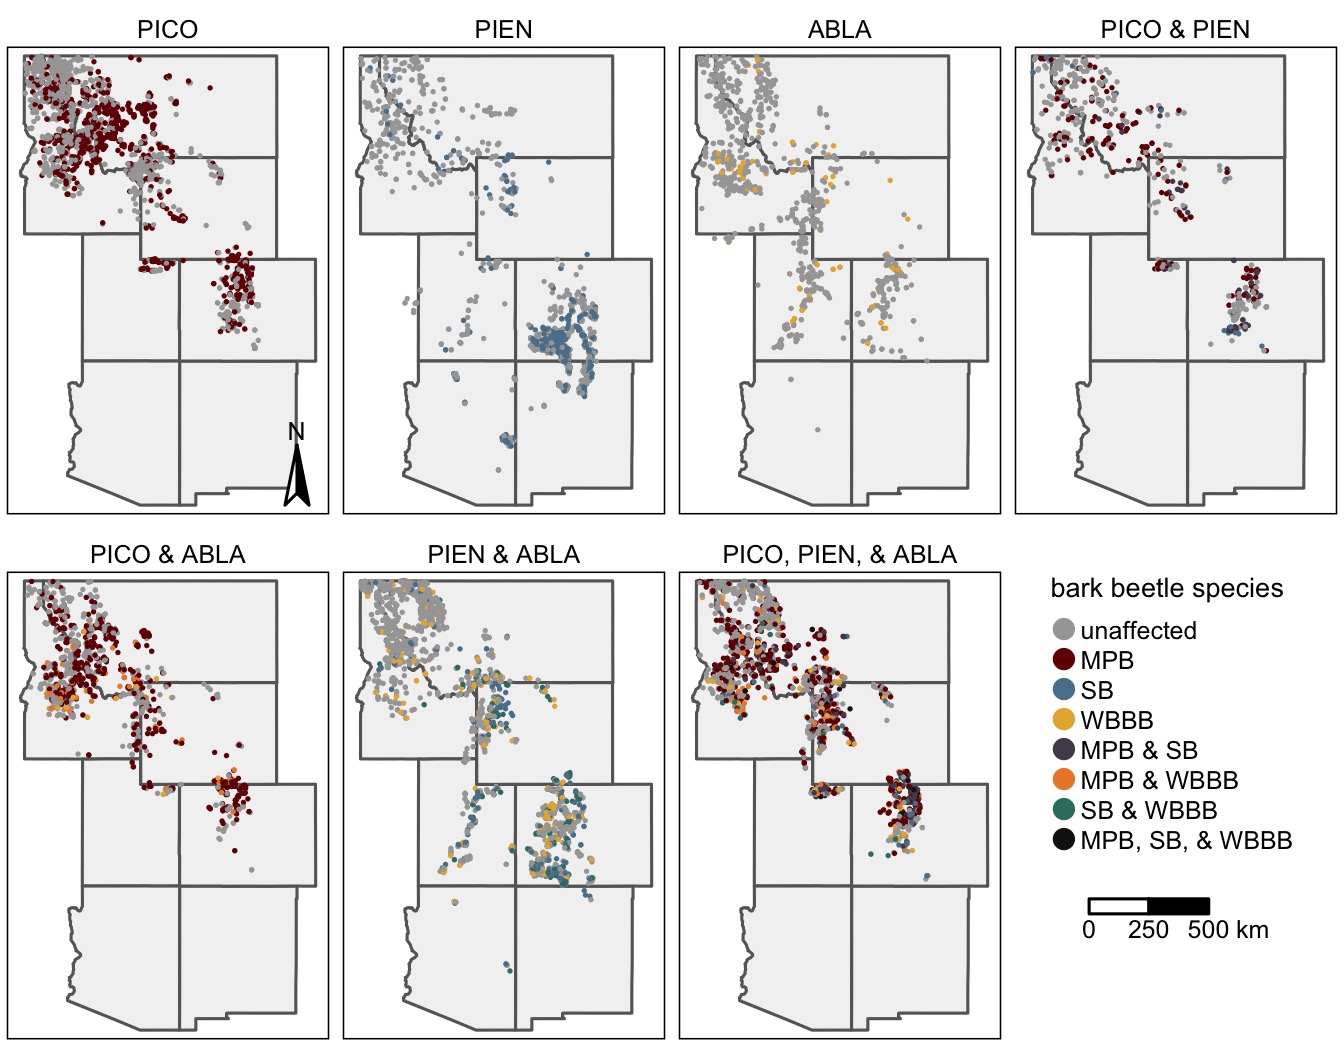 PICO
PIEN
ABLA
PICO & PIEN
N
PICO & ABLA
PIEN & ABLA
PICO, PIEN, & ABLA
bark beetle species
unaffected
MPB
SB
WBBB
MPB & SB
MPB & WBBB
SB & WBBB
MPB, SB, & WBBB
0 250 500 km